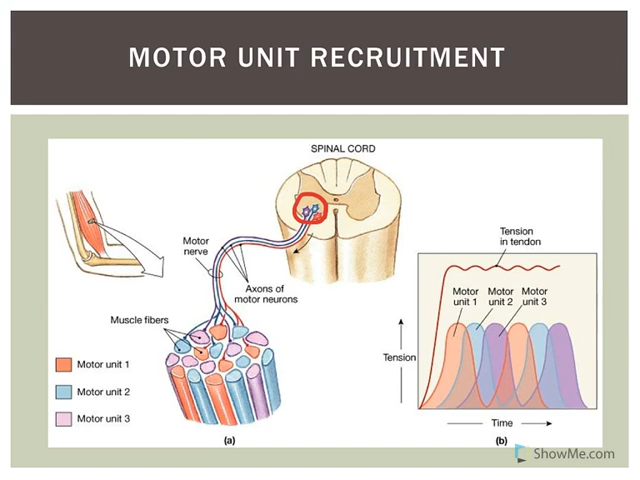 MOTOR UNIT RECRUITMENT
SPINAL CORD
Motor
nerve
Axons of
motor neurons
Muscle fibers
Motor unit 1
Motor unit 2
Motor unit 3
(a)
Tension
in tendon
Motor
unit 1
Motor
unit 2
Motor
unit 3
Tension
Time
(b)
ShowMe.com